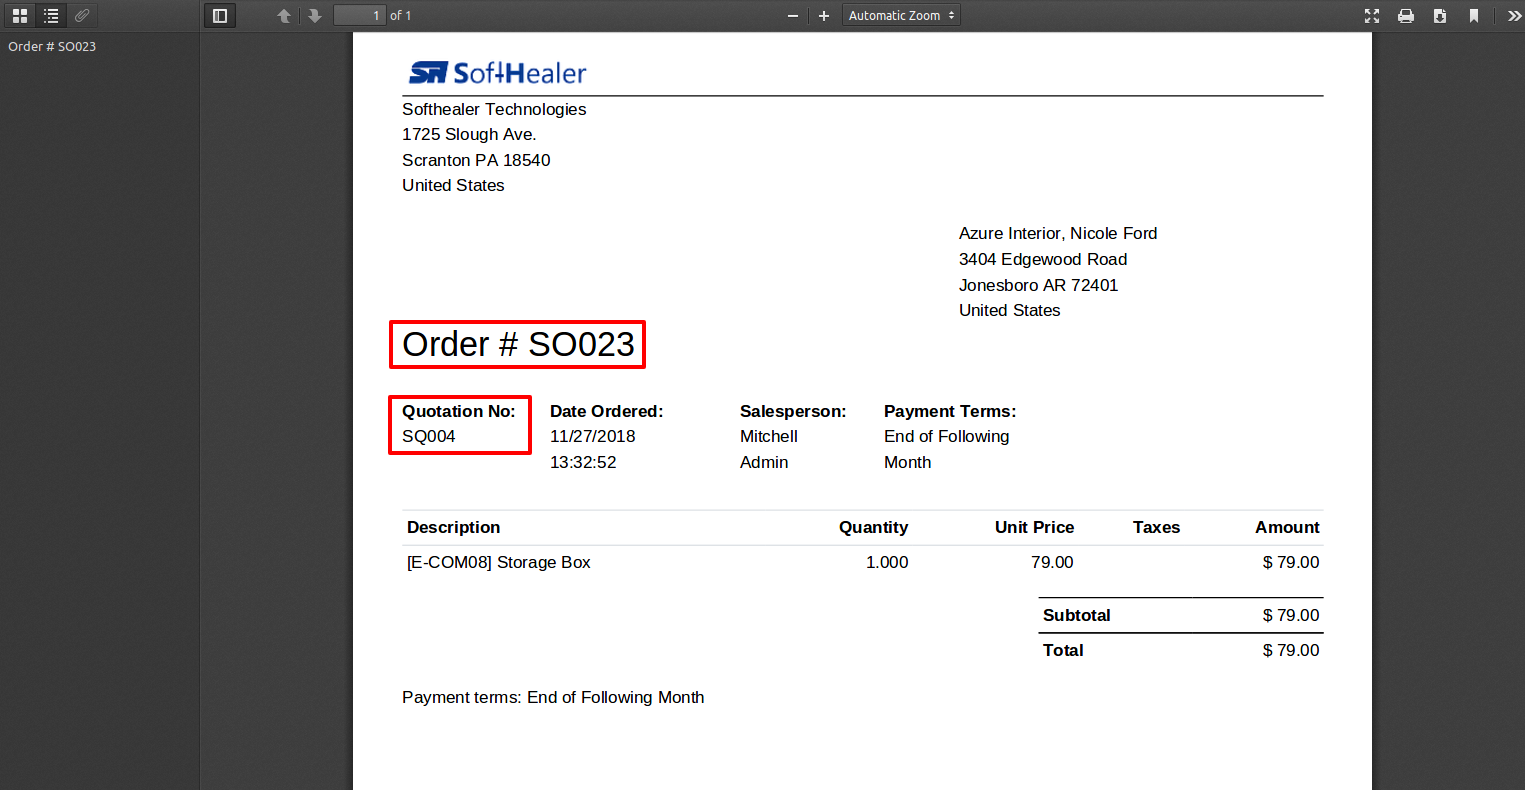 1 of 1
Automatic Zoom
Order # SO023
SH SoftHealer
Softhealer Technologies
1725 Slough Ave.
Scranton PA 18540
United States
Azure Interior, Nicole Ford
3404 Edgewood Road
Jonesboro AR 72401
United States
Order # SO023
Quotation No: Date Ordered: Salesperson: Payment Terms:
SQ004 11/27/2018 Mitchell End of Following
13:32:52 Admin Month
Description Quantity Unit Price Taxes Amount
[E-COM08] Storage Box 1.000 79.00 $ 79.00
Subtotal $ 79.00
Total $ 79.00
Payment terms: End of Following Month